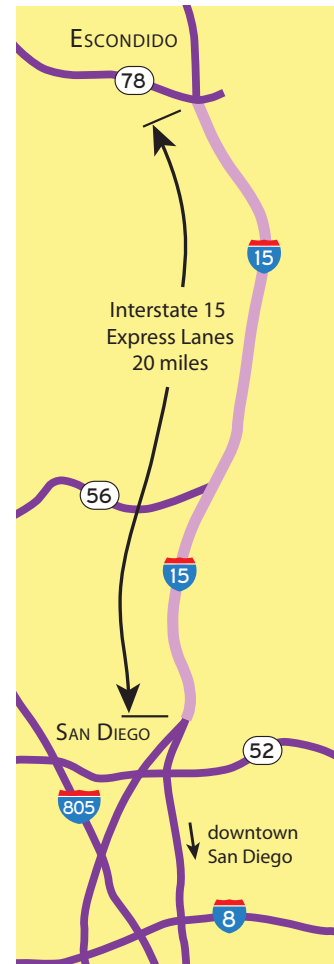 ESCONDIDO
78
15
Interstate 15
Express Lanes
20 miles
56
15
SAN DIEGO
52
805
downtown
San Diego
8